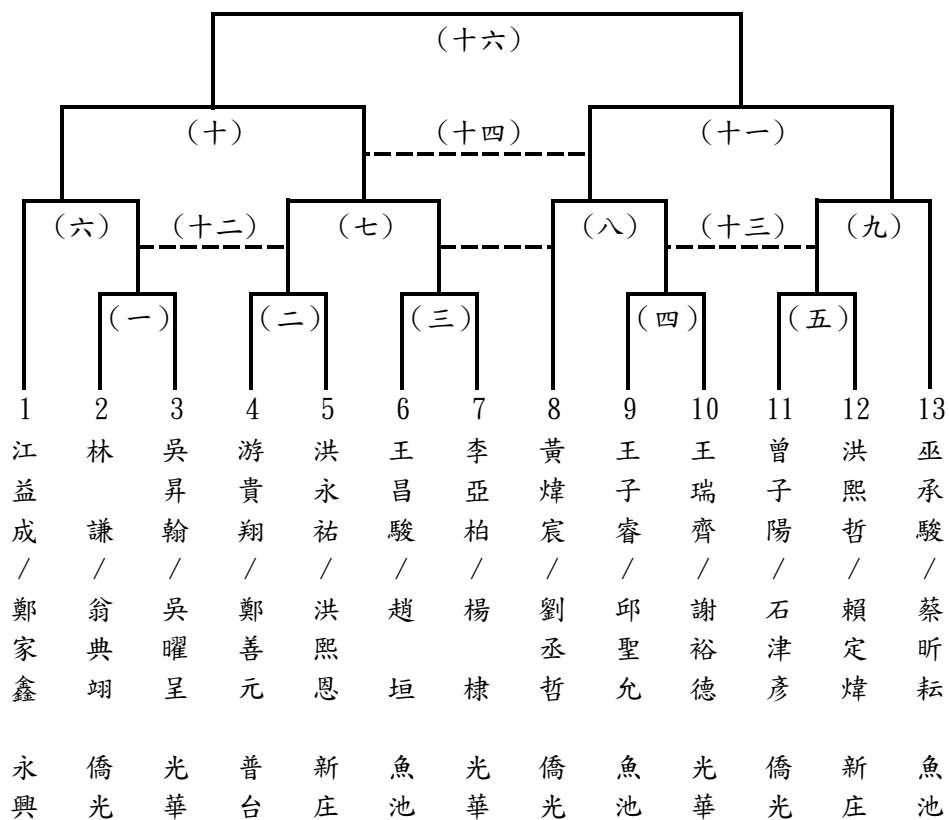 (十六)
(十) (十四) (十一)
(六) (十二) (七) (八) (十三) (九)
(一) (二) (三) (四) (五)
1 2 3 4 5 6 7 8 9 10 11 12 13
江益成/鄭家鑫 永興
林謙/翁典翊 僑光
吳昇翰/吳曜呈 光華
游貴翔/鄭善元 普台
洪永祐/洪熙恩 新庄
王昌駿/趙垣 魚池
李亞柏/楊棣 光華
黃煒宸/劉丞哲 僑光
王子睿/邱聖允 魚池
王瑞齊/謝裕德 光華
曾子陽/石津彥 僑光
洪熙哲/賴定煒 新庄
巫承駿/蔡昕耘 魚池